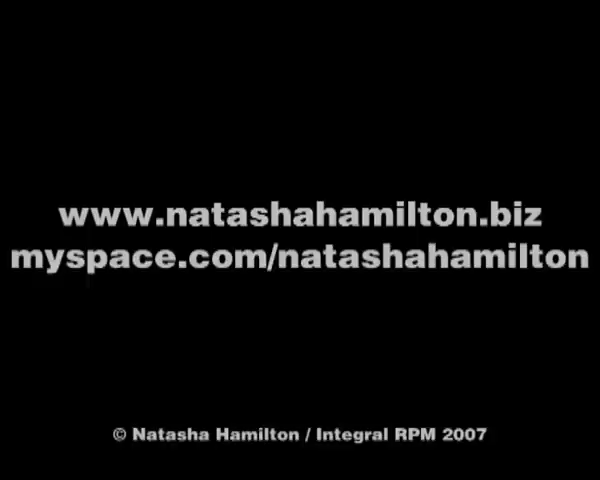 www.natashahamilton.biz
myspace.com/natashahamilton
© Natasha Hamilton / Integral RPM 2007